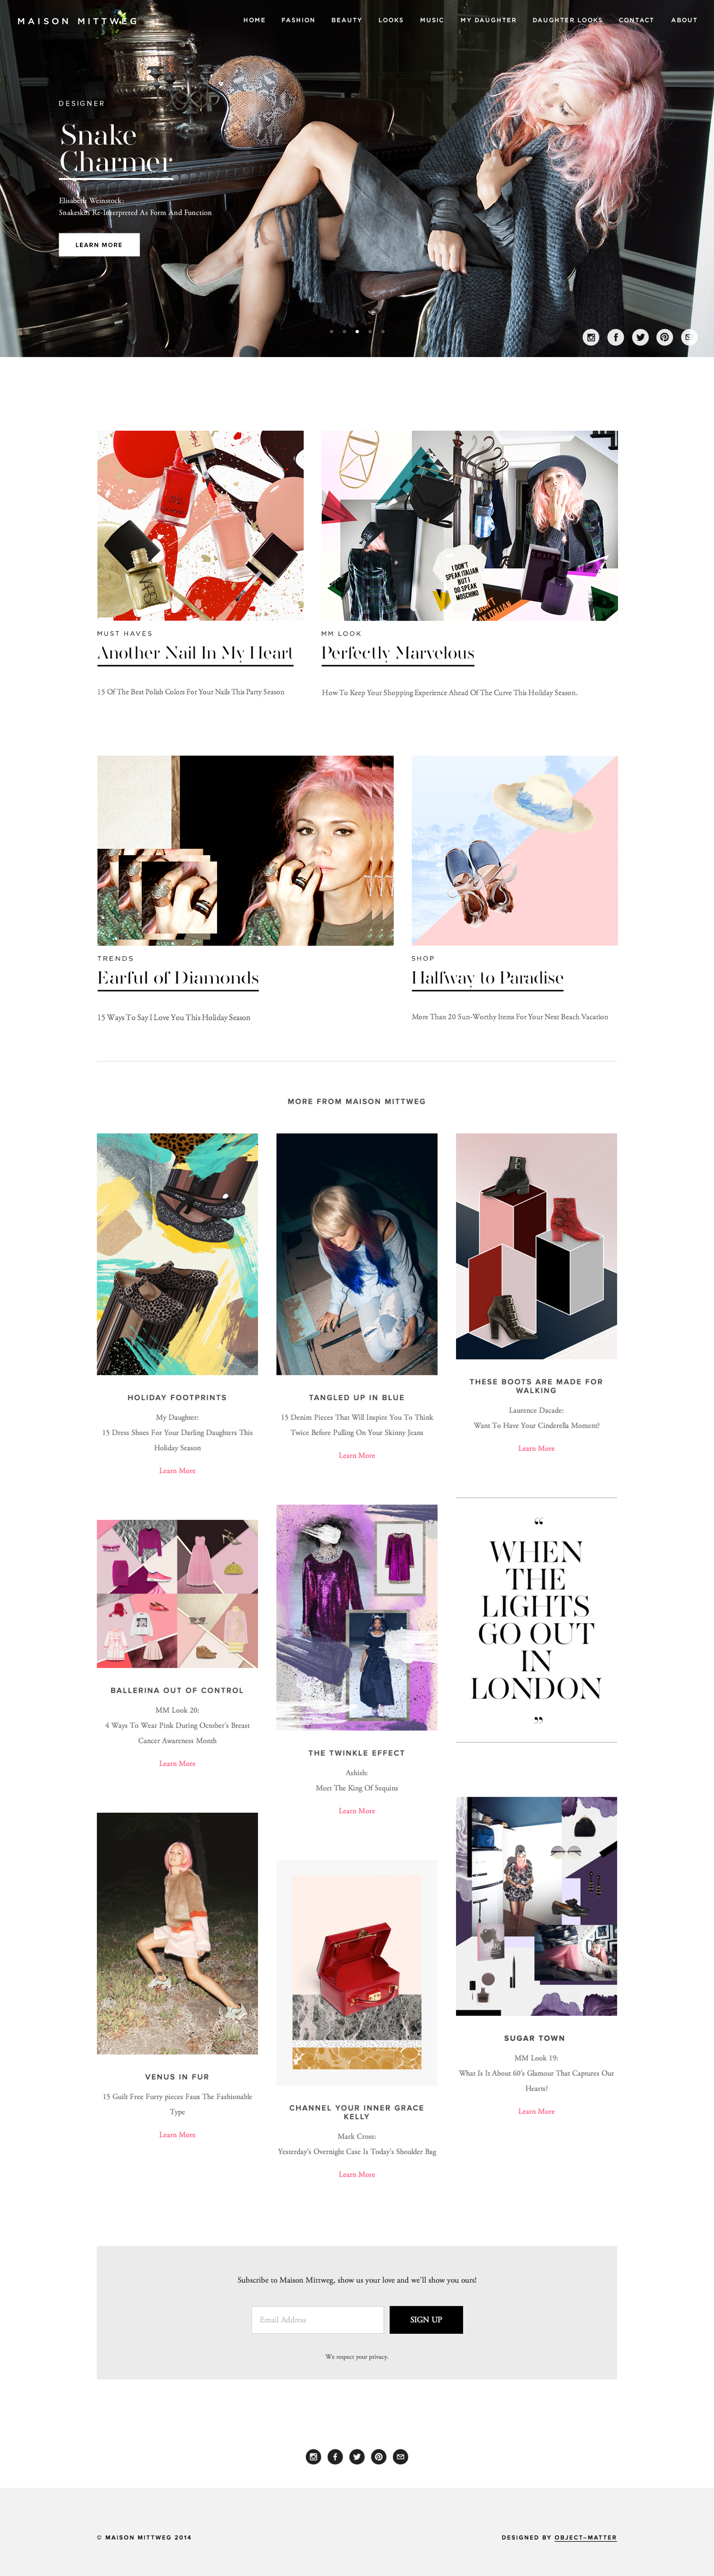 MAISON MITTWEG
HOME FASHION BEAUTY LOOKS MUSIC MY DAUGHTER DAUGHTER LOOKS CONTACT ABOUT
DESIGNER
Snake
Charmer
Elisabeth Weinstock:
Snakeskin Re-Interpreted As Form And Function
LEARN MORE
NARS
I DON'T
SPEAK ITALIAN
BUT I
DO SPEAK
MOSCHINO
MUST HAVES
Another Nail In My Heart
15 Of The Best Polish Colors For Your Nails This Party Season
MM LOOK
Perfectly Marvelous
How To Keep Your Shopping Experience Ahead Of The Curve This Holiday Season.
TRENDS
Earful of Diamonds
15 Ways To Say I Love You This Holiday Season
SHOP
Halfway to Paradise
More Than 20 Sun-Worthy Items For Your Next Beach Vacation
MORE FROM MAISON MITTWEG
HOLIDAY FOOTPRINTS
My Daughter:
15 Dress Shoes For Your Darling Daughters This
Holiday Season
Learn More
TANGLED UP IN BLUE
15 Denim Pieces That Will Inspire You To Think
Twice Before Pulling On Your Skinny Jeans
Learn More
THESE BOOTS ARE MADE FOR
WALKING
Laurence Dacade:
Want To Have Your Cinderella Moment?
Learn More
BALLERINA OUT OF CONTROL
MM Look 20:
4 Ways To Wear Pink During October's Breast
Cancer Awareness Month
Learn More
THE TWINKLE EFFECT
Ashish:
Meet The King Of Sequins
Learn More
“
WHEN
THE
LIGHTS
GO OUT
IN
LONDON
”
VENUS IN FUR
15 Guilt Free Furry pieces Faux The Fashionable
Type
Learn More
CHANNEL YOUR INNER GRACE
KELLY
Mark Cross:
Yesterday's Overnight Case Is Today's Shoulder Bag
Learn More
SUGAR TOWN
MM Look 19:
What Is It About 60's Glamour That Captures Our
Hearts?
Learn More
Subscribe to Maison Mittweg, show us your love and we'll show you ours!
Email Address
SIGN UP
We respect your privacy.
© MAISON MITTWEG 2014
DESIGNED BY OBJECT–MATTER